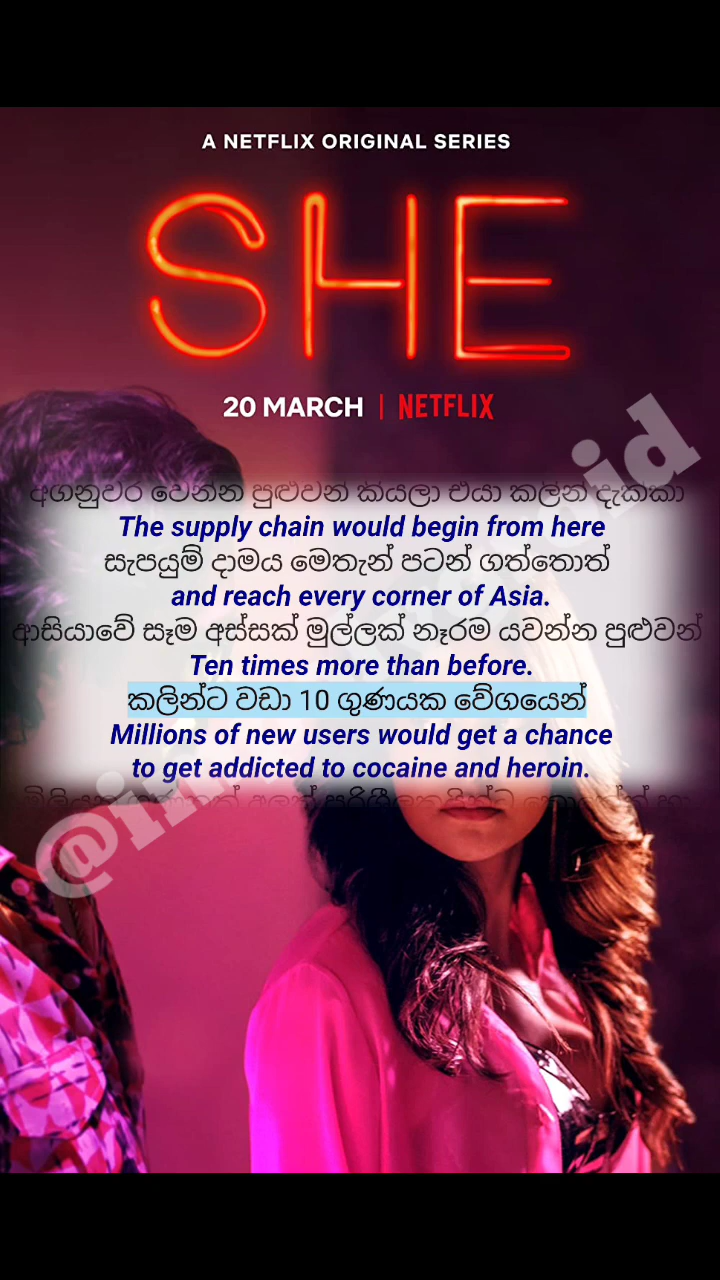 A NETFLIX ORIGINAL SERIES
SHE
20 MARCH | NETFLIX
අගනුවර වෙන්න පුළුවන් කියලා එයා කලින් දැක්කා
The supply chain would begin from here
සැපයුම් දාමය මෙතැන් පටන් ගත්තොත්
and reach every corner of Asia.
ආසියාවේ සෑම අස්සක් මුල්ලක් නෑරම යවන්න පුළුවන්
Ten times more than before.
කලින්ට වඩා 10 ගුණයක වේගයෙන්
Millions of new users would get a chance
to get addicted to cocaine and heroin.